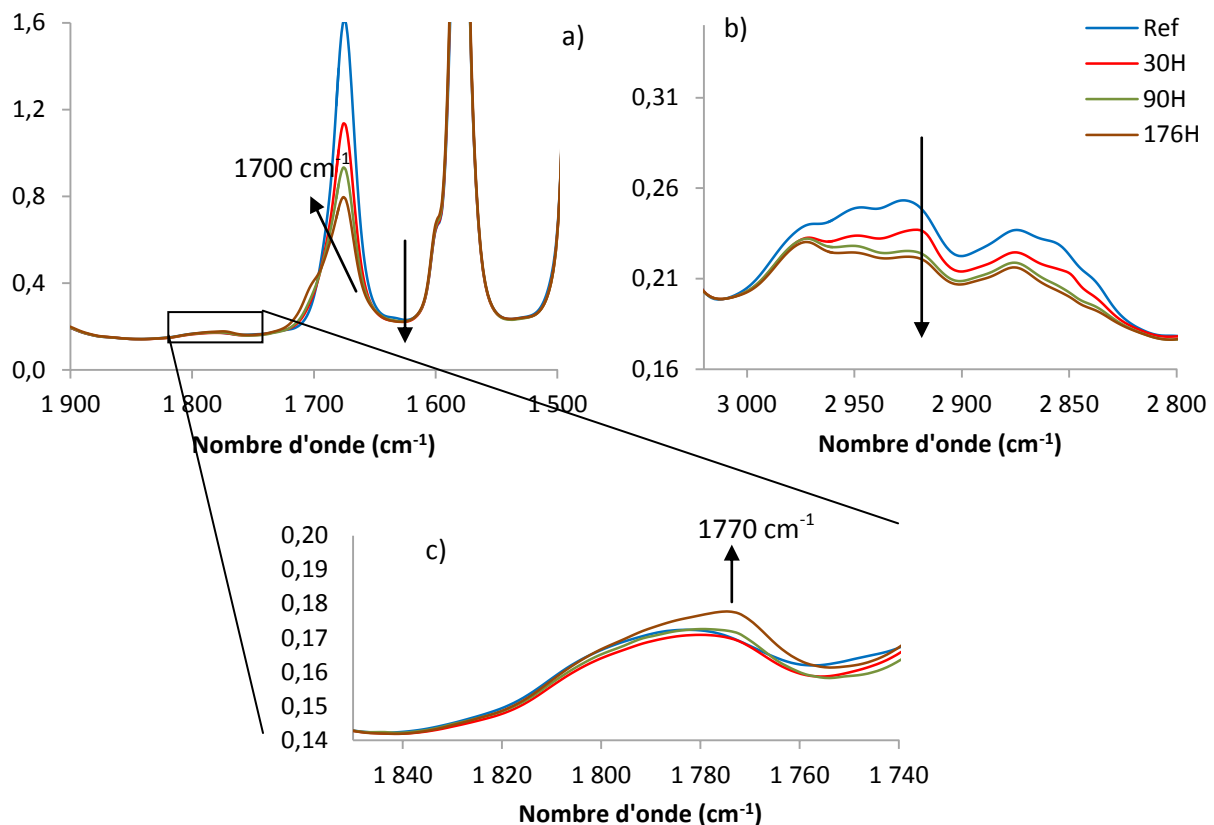 a)
1,6
1,2
0,8
0,4
0,0
1700 cm-1
1 900
1 800
1 700
1 600
1 500
Nombre d'onde (cm-1)
b)
0,31
0,26
0,21
0,16
3 000
2 950
2 900
2 850
2 800
Nombre d'onde (cm-1)
Ref
30H
90H
176H
c)
1770 cm-1
0,20
0,19
0,18
0,17
0,16
0,15
0,14
1 840
1 820
1 800
1 780
1 760
1 740
Nombre d'onde (cm-1)